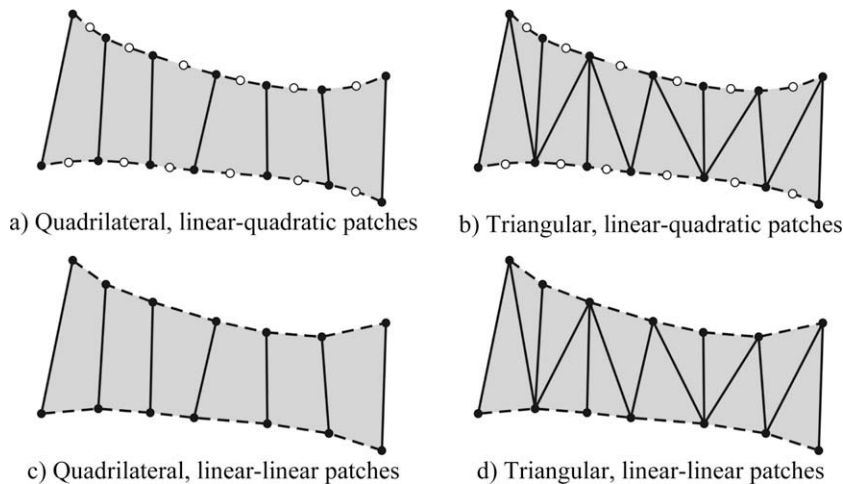 a) Quadrilateral, linear-quadratic patches
b) Triangular, linear-quadratic patches
c) Quadrilateral, linear-linear patches
d) Triangular, linear-linear patches